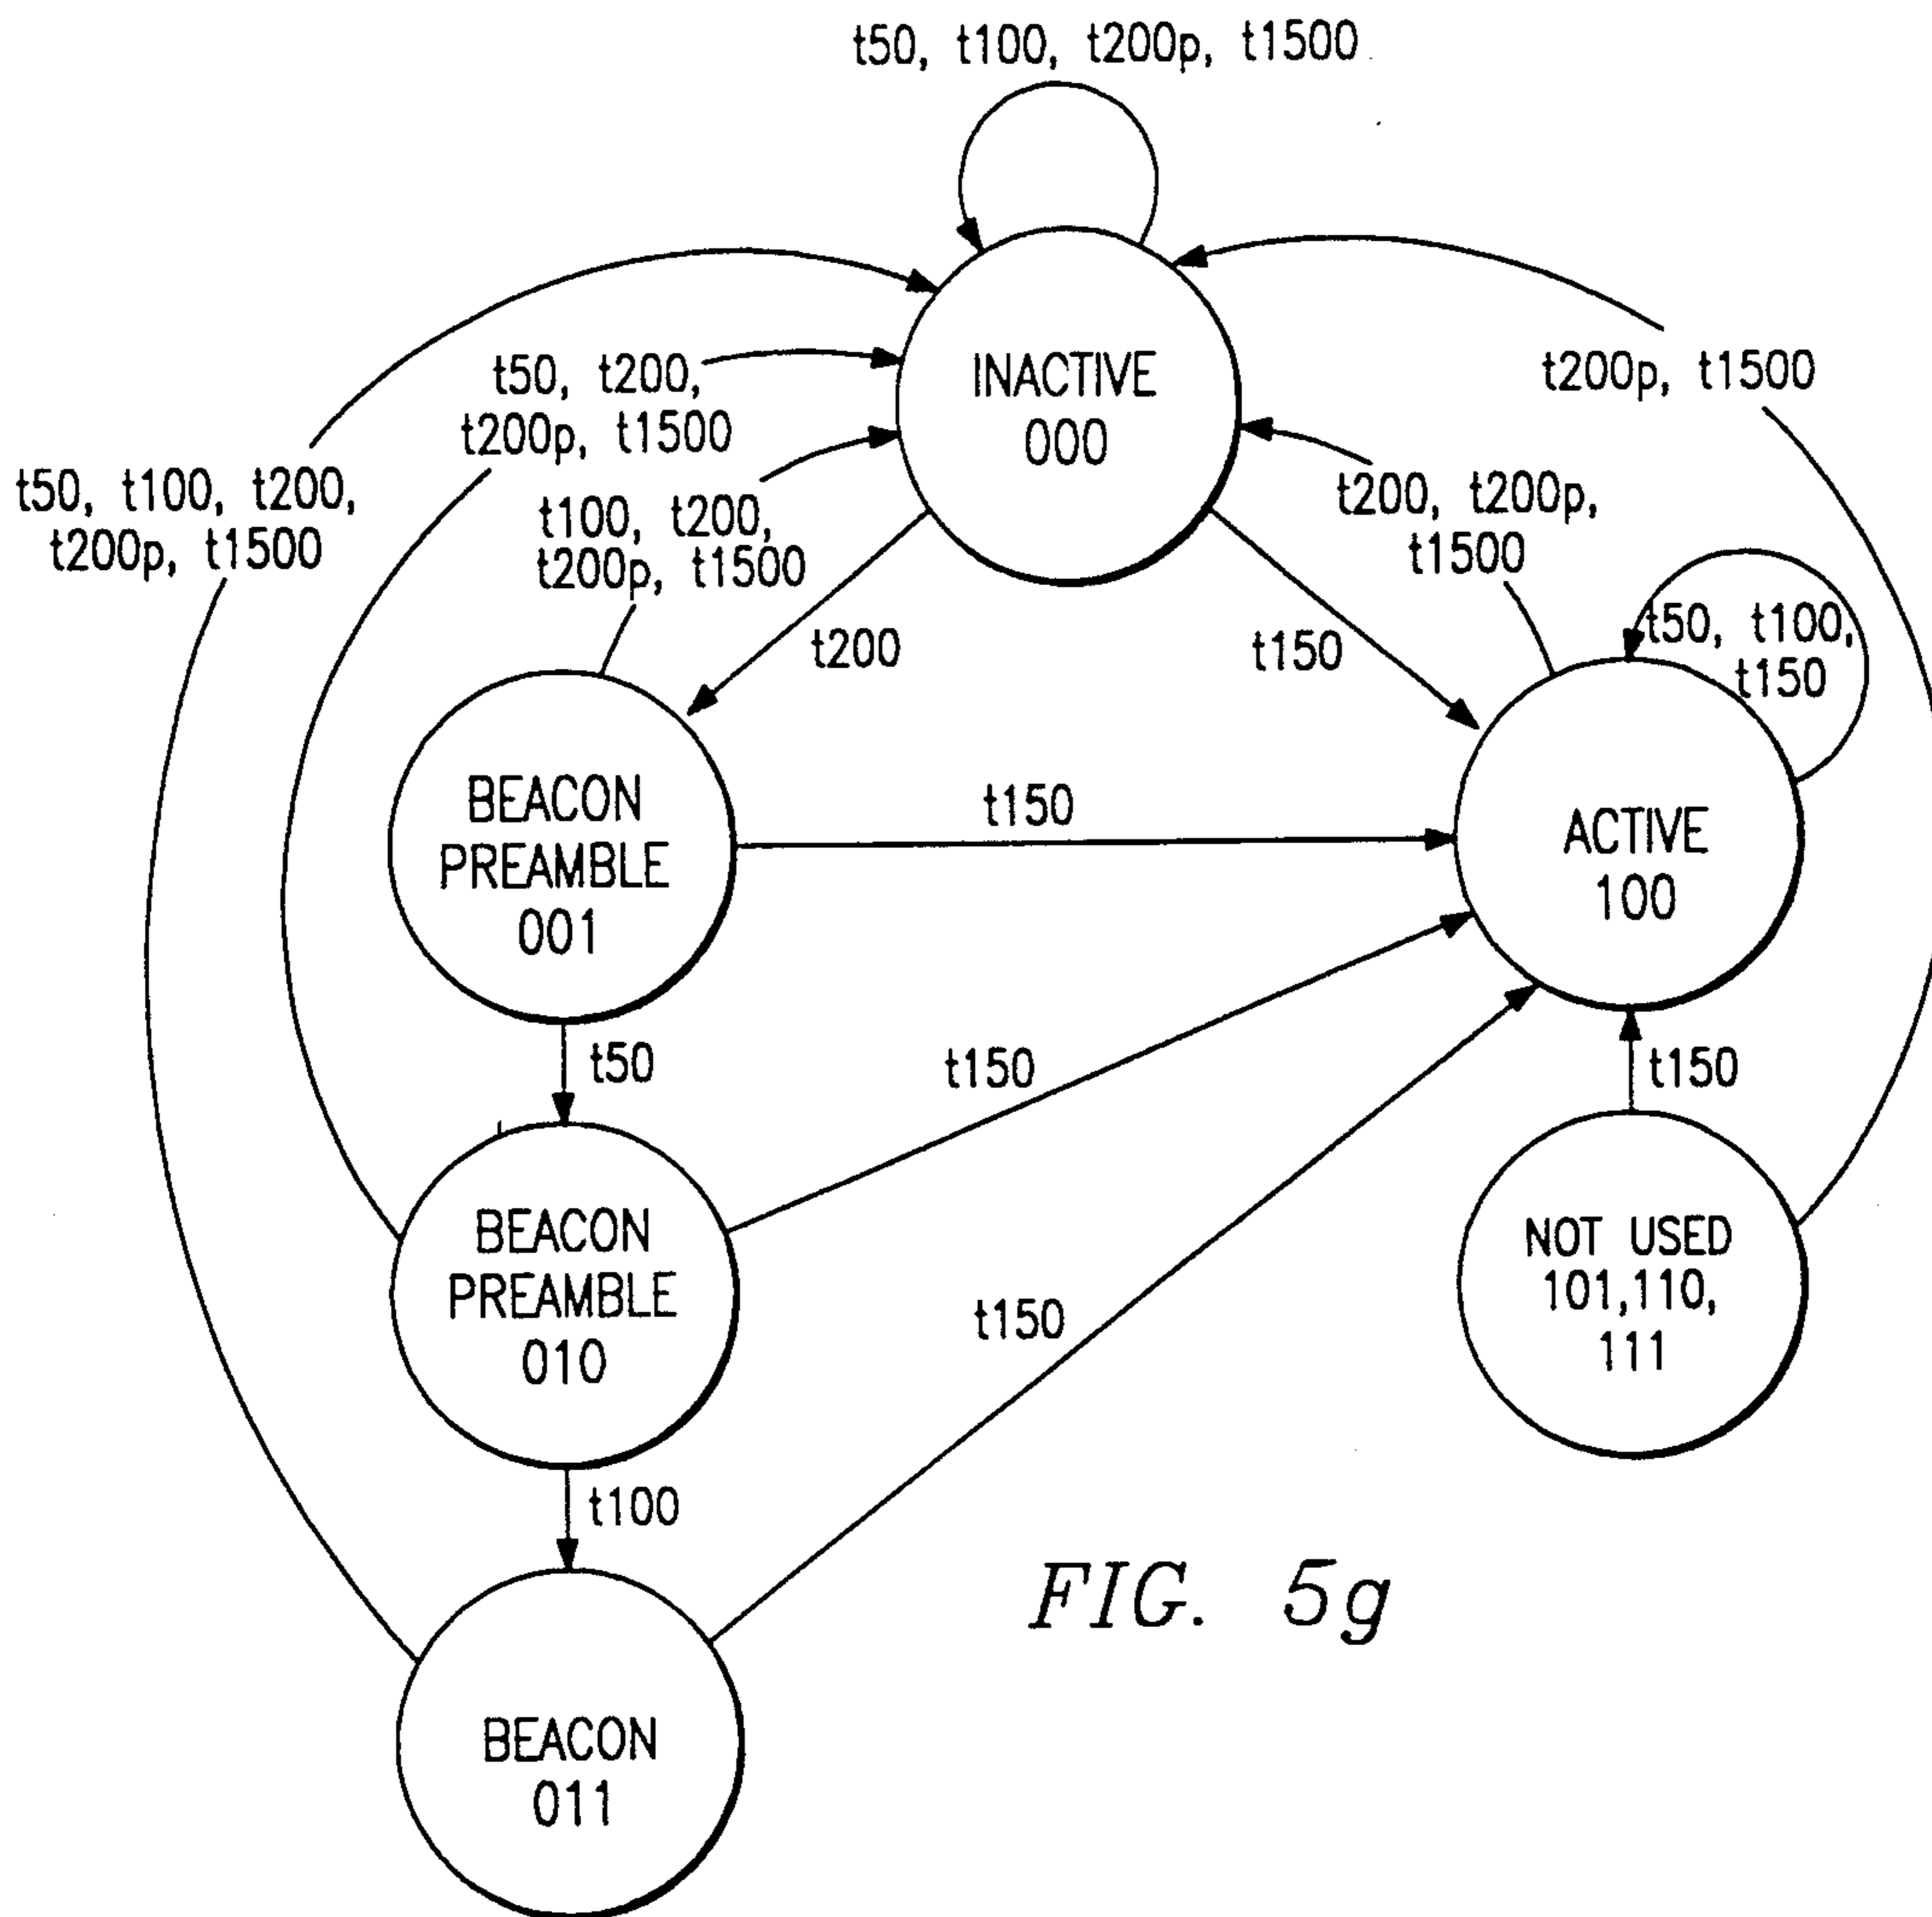 t50, t100, t200p, t1500
t50, t200,
t200p, t1500
INACTIVE
000
t200p, t1500
t50, t100, t200,
t200p, t1500
t100, t200,
t200p, t1500
t200, t200p,
t1500
t200
t150
t50, t100,
t150
BEACON
PREAMBLE
001
t150
ACTIVE
100
t50
t150
t150
BEACON
PREAMBLE
010
t150
NOT USED
101,110,
111
t100
FIG. 5g
BEACON
011